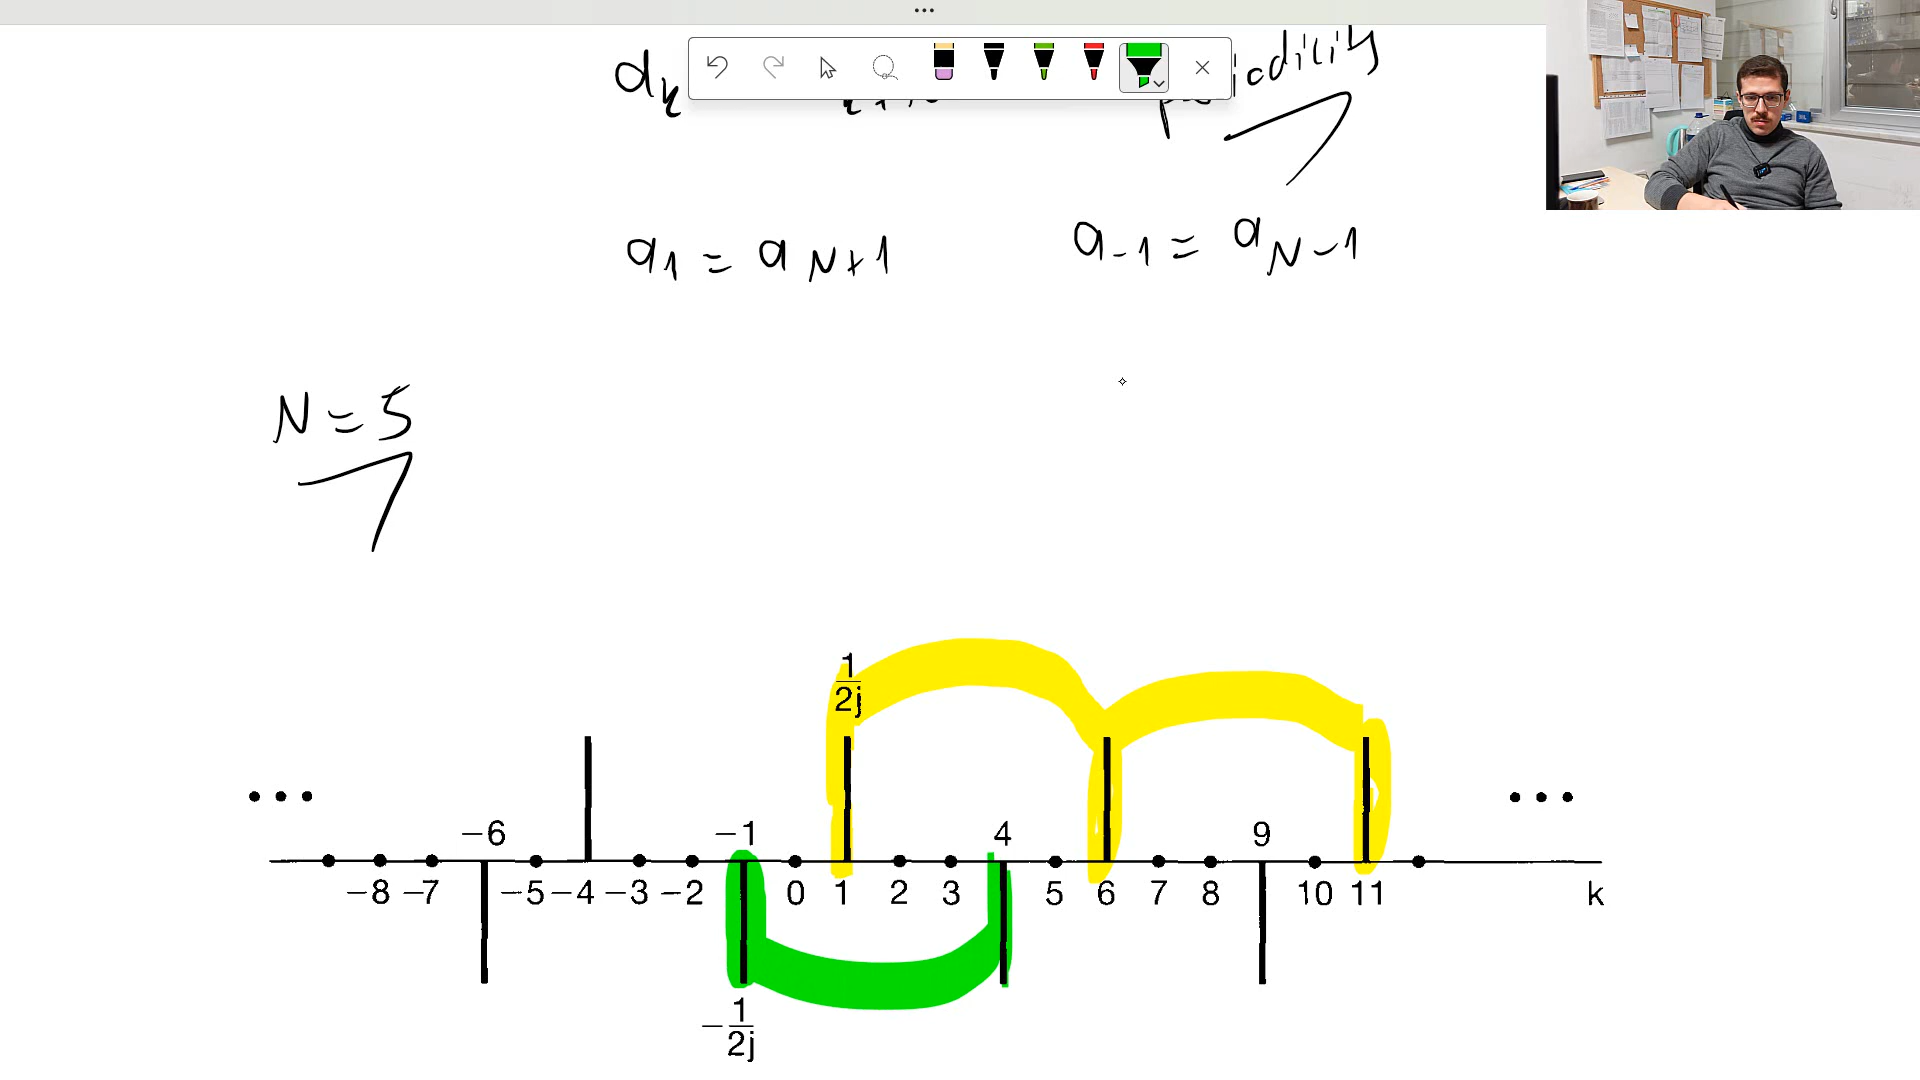 ...
a_k
a_1 = a_{N+1}
a_{-1} = a_{N-1}
N = 5
1/2j
... ...
−6 −1 4 9
−8 −7 −5 −4 −3 −2 0 1 2 3 5 6 7 8 10 11 k
−1/2j